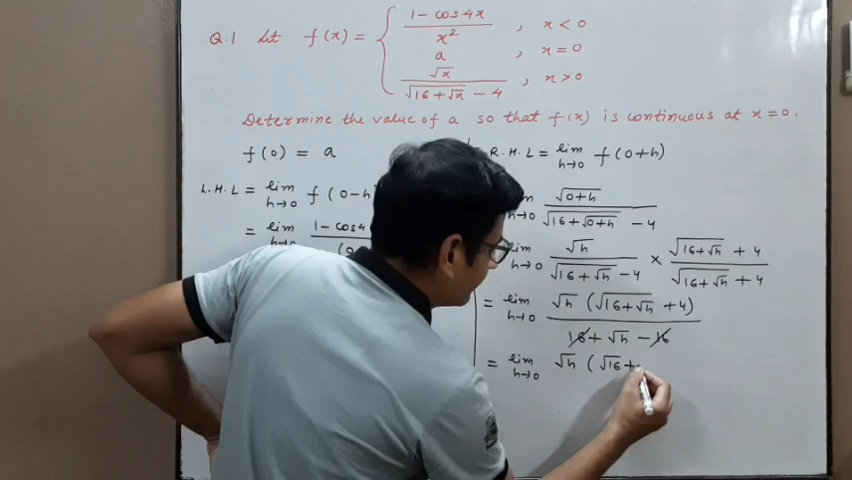 Q.1 Let f(x) = { (1 - cos4x)/x² , x < 0
a , x = 0
√x/(√(16+√x) - 4) , x > 0
Determine the value of a so that f(x) is continuous at x = 0.
f(0) = a
L.H.L = lim h→0 f(0-h
= lim 1 - cos4
(0
R.H.L = lim h→0 f(0+h)
lim h→0 √(0+h)/(√(16+√(0+h)) - 4)
lim h→0 √h/(√(16+√h) - 4) × (√(16+√h) + 4)/(√(16+√h) + 4)
= lim h→0 √h (√(16+√h) + 4)/(16 + √h - 16)
= lim h→0 √h (√16+